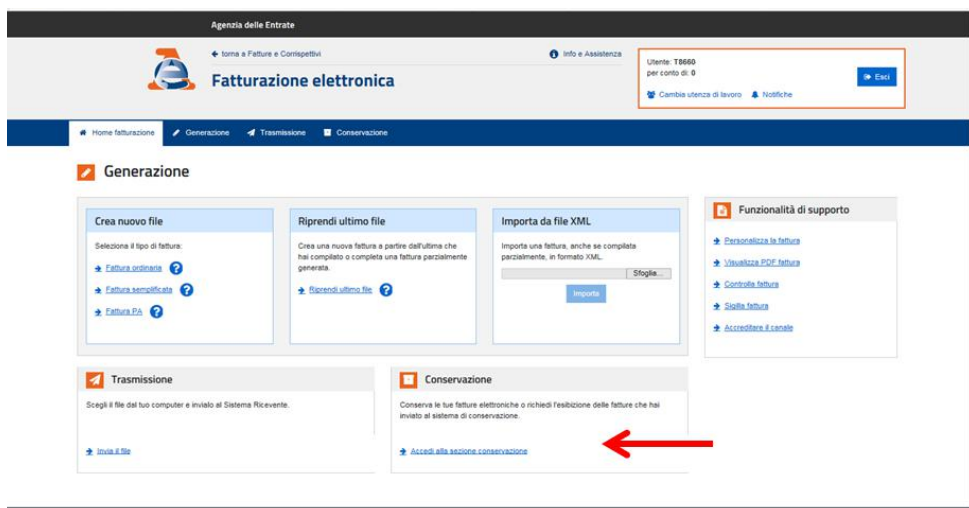 Agenzia delle Entrate
torna a Fatture e Corrispettivi
Info e Assistenza
Fatturazione elettronica
Utente: T8660
per conto di: 0
Esci
Cambia utenza di lavoro
Notifiche
Home fatturazione
Generazione
Trasmissione
Conservazione
Generazione
Crea nuovo file
Seleziona il tipo di fattura:
Fattura ordinaria ?
Fattura semplificata ?
Fattura PA ?
Riprendi ultimo file
Crea una nuova fattura a partire dall'ultima che
hai compilato o completa una fattura parzialmente
generata.
Riprendi ultimo file ?
Importa da file XML
Importa una fattura, anche se compilata
parzialmente, in formato XML.
Sfoglia...
Importa
Funzionalità di supporto
Personalizza la fattura
Visualizza PDF fattura
Controlla fattura
Sigilla fattura
Accreditare il canale
Trasmissione
Scegli il file dal tuo computer e invialo al Sistema Ricevente.
Invia il file
Conservazione
Conserva le tue fatture elettroniche o richiedi l'esibizione delle fatture che hai
inviato al sistema di conservazione.
Accedi alla sezione conservazione